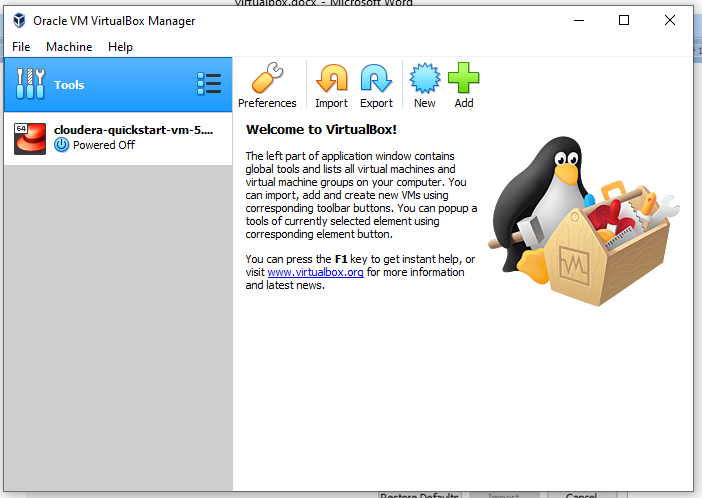 virtualbox.docx - Microsoft Word
Oracle VM VirtualBox Manager
File Machine Help
Tools
Preferences Import Export New Add
64
cloudera-quickstart-vm-5....
Powered Off
Welcome to VirtualBox!
The left part of application window contains
global tools and lists all virtual machines and
virtual machine groups on your computer. You
can import, add and create new VMs using
corresponding toolbar buttons. You can popup a
tools of currently selected element using
corresponding element button.
You can press the F1 key to get instant help, or
visit www.virtualbox.org for more information
and latest news.
Restore Defaults Import Cancel